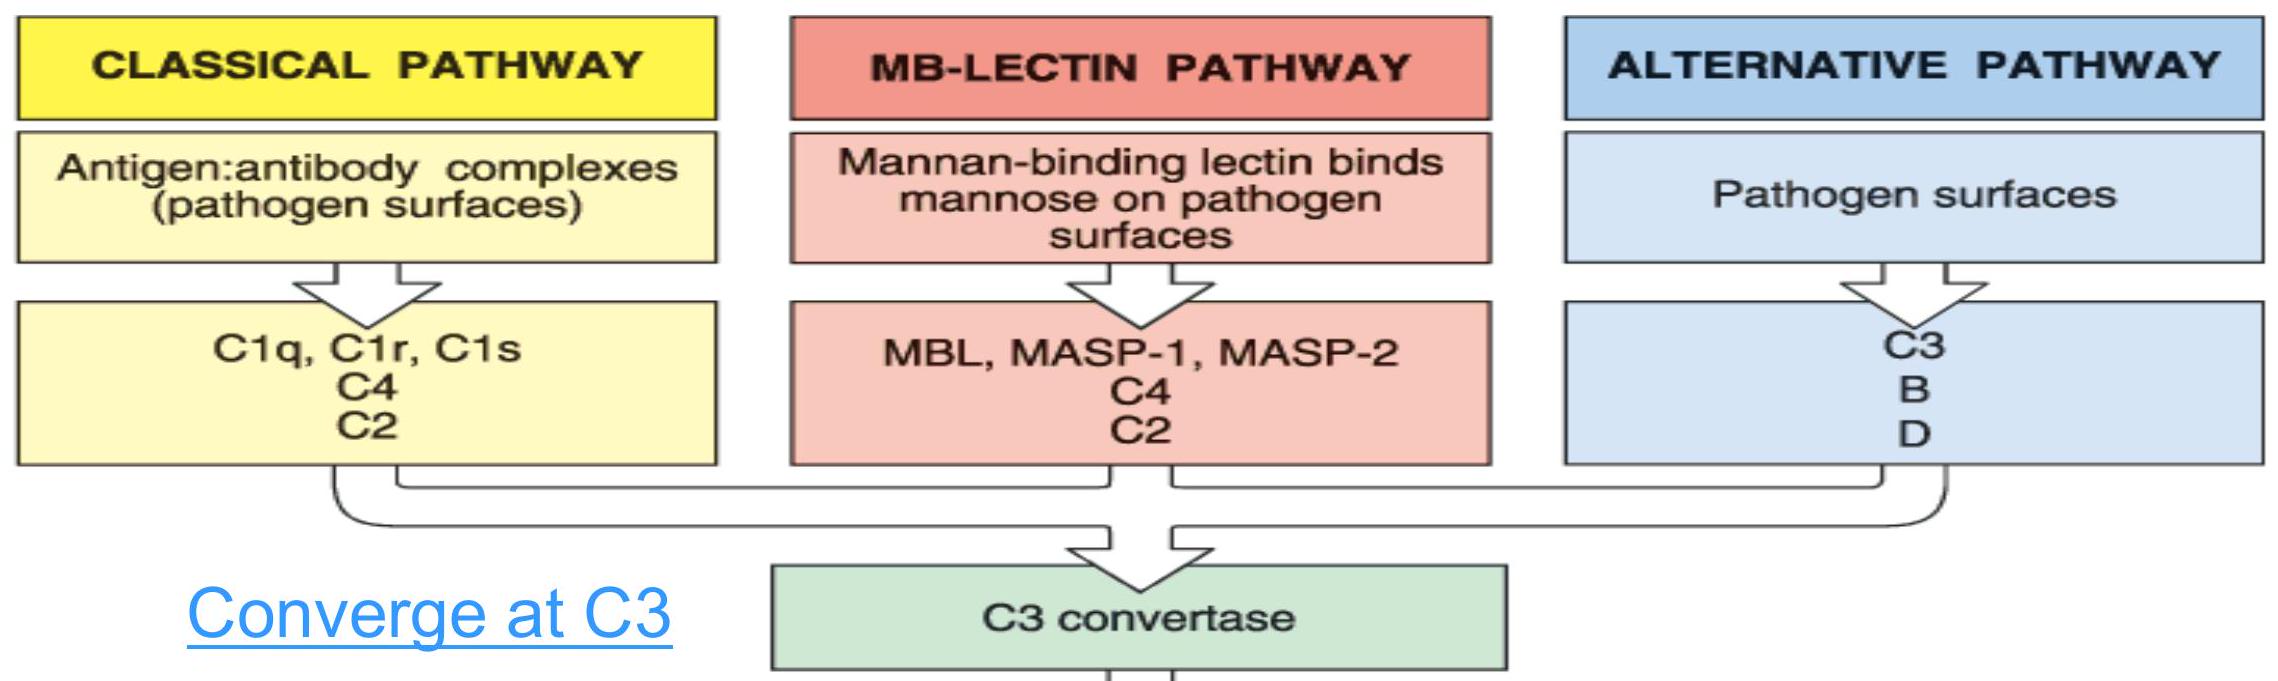 CLASSICAL PATHWAY
Antigen:antibody complexes
(pathogen surfaces)
C1q, C1r, C1s
C4
C2
MB-LECTIN PATHWAY
Mannan-binding lectin binds
mannose on pathogen
surfaces
MBL, MASP-1, MASP-2
C4
C2
ALTERNATIVE PATHWAY
Pathogen surfaces
C3
B
D
Converge at C3
C3 convertase